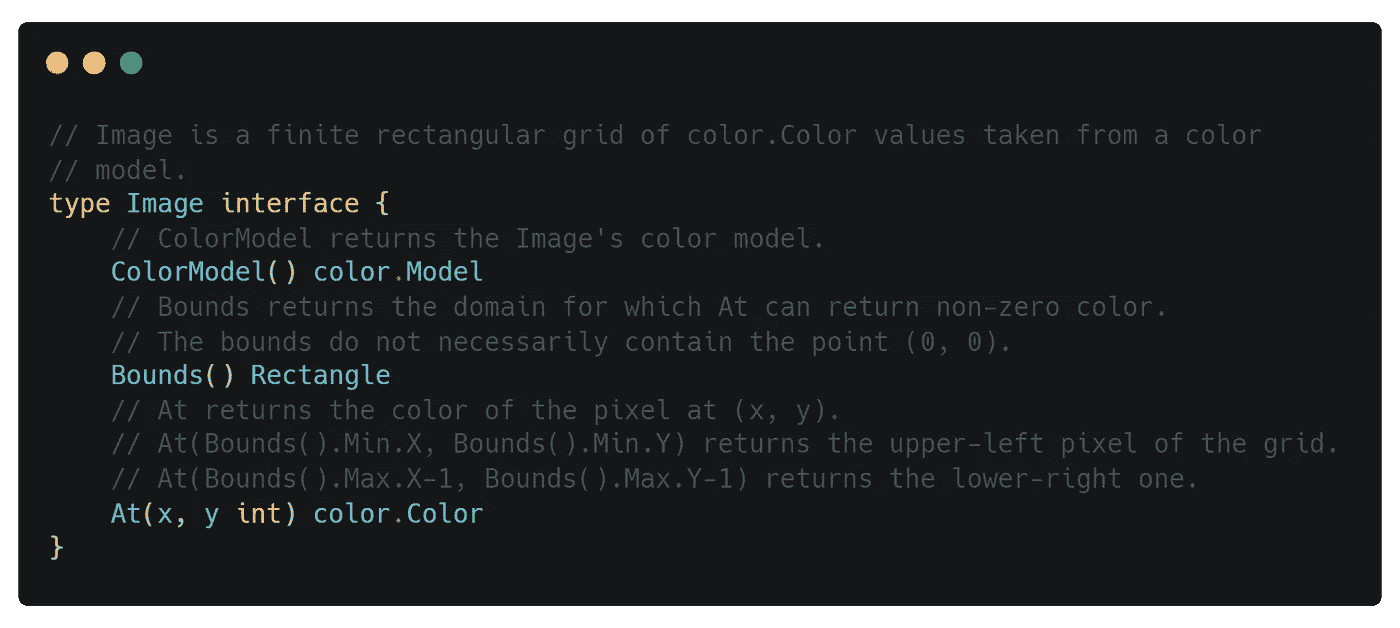 // Image is a finite rectangular grid of color.Color values taken from a color
// model.
type Image interface {
    // ColorModel returns the Image's color model.
    ColorModel() color.Model
    // Bounds returns the domain for which At can return non-zero color.
    // The bounds do not necessarily contain the point (0, 0).
    Bounds() Rectangle
    // At returns the color of the pixel at (x, y).
    // At(Bounds().Min.X, Bounds().Min.Y) returns the upper-left pixel of the grid.
    // At(Bounds().Max.X-1, Bounds().Max.Y-1) returns the lower-right one.
    At(x, y int) color.Color
}